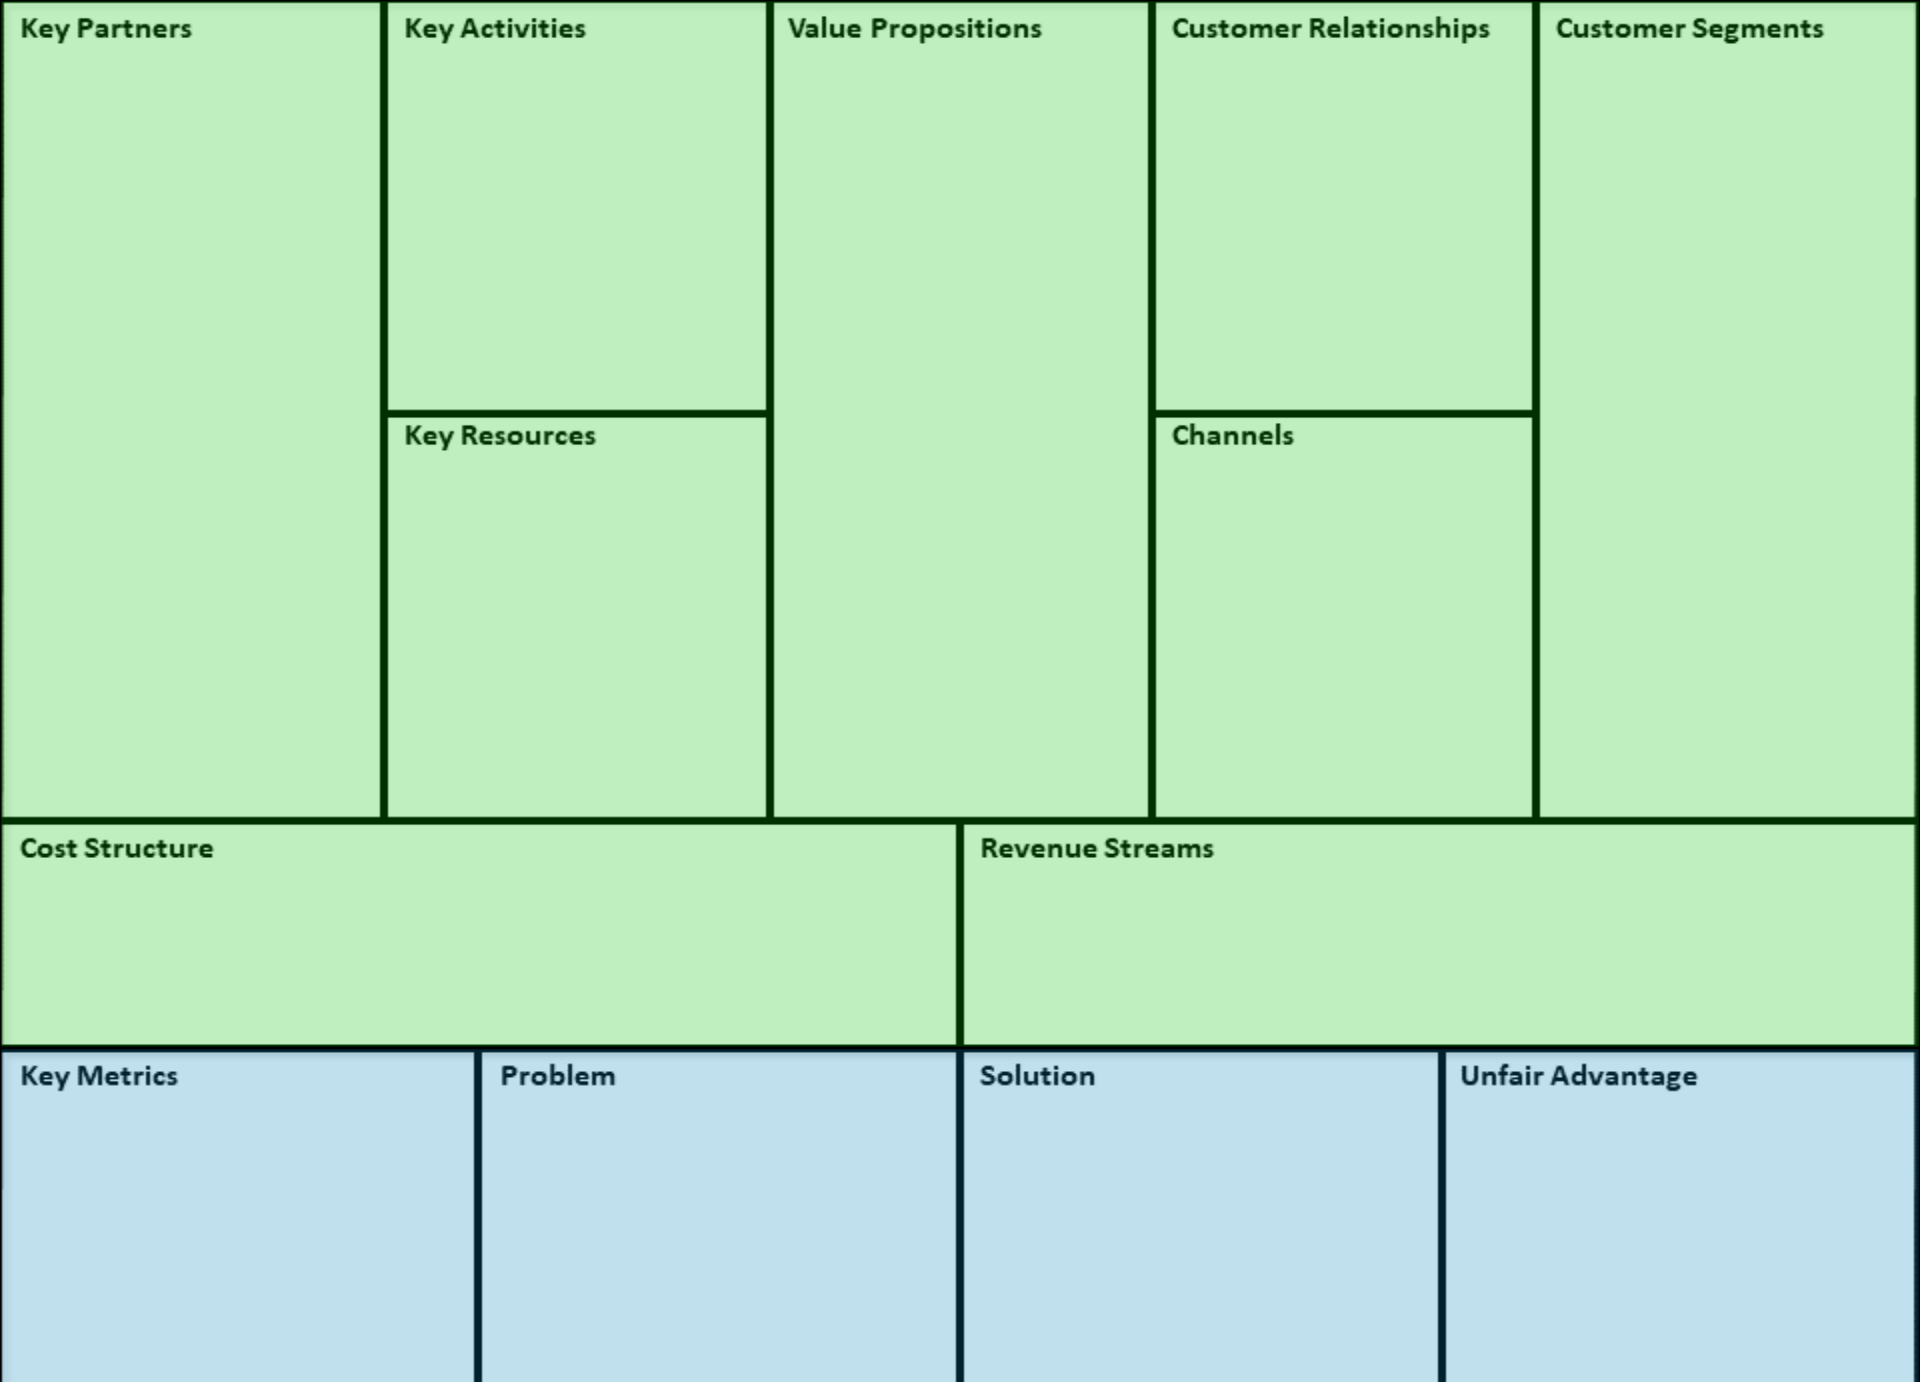 Key Partners
Key Activities
Value Propositions
Customer Relationships
Customer Segments
Key Resources
Channels
Cost Structure
Revenue Streams
Key Metrics
Problem
Solution
Unfair Advantage